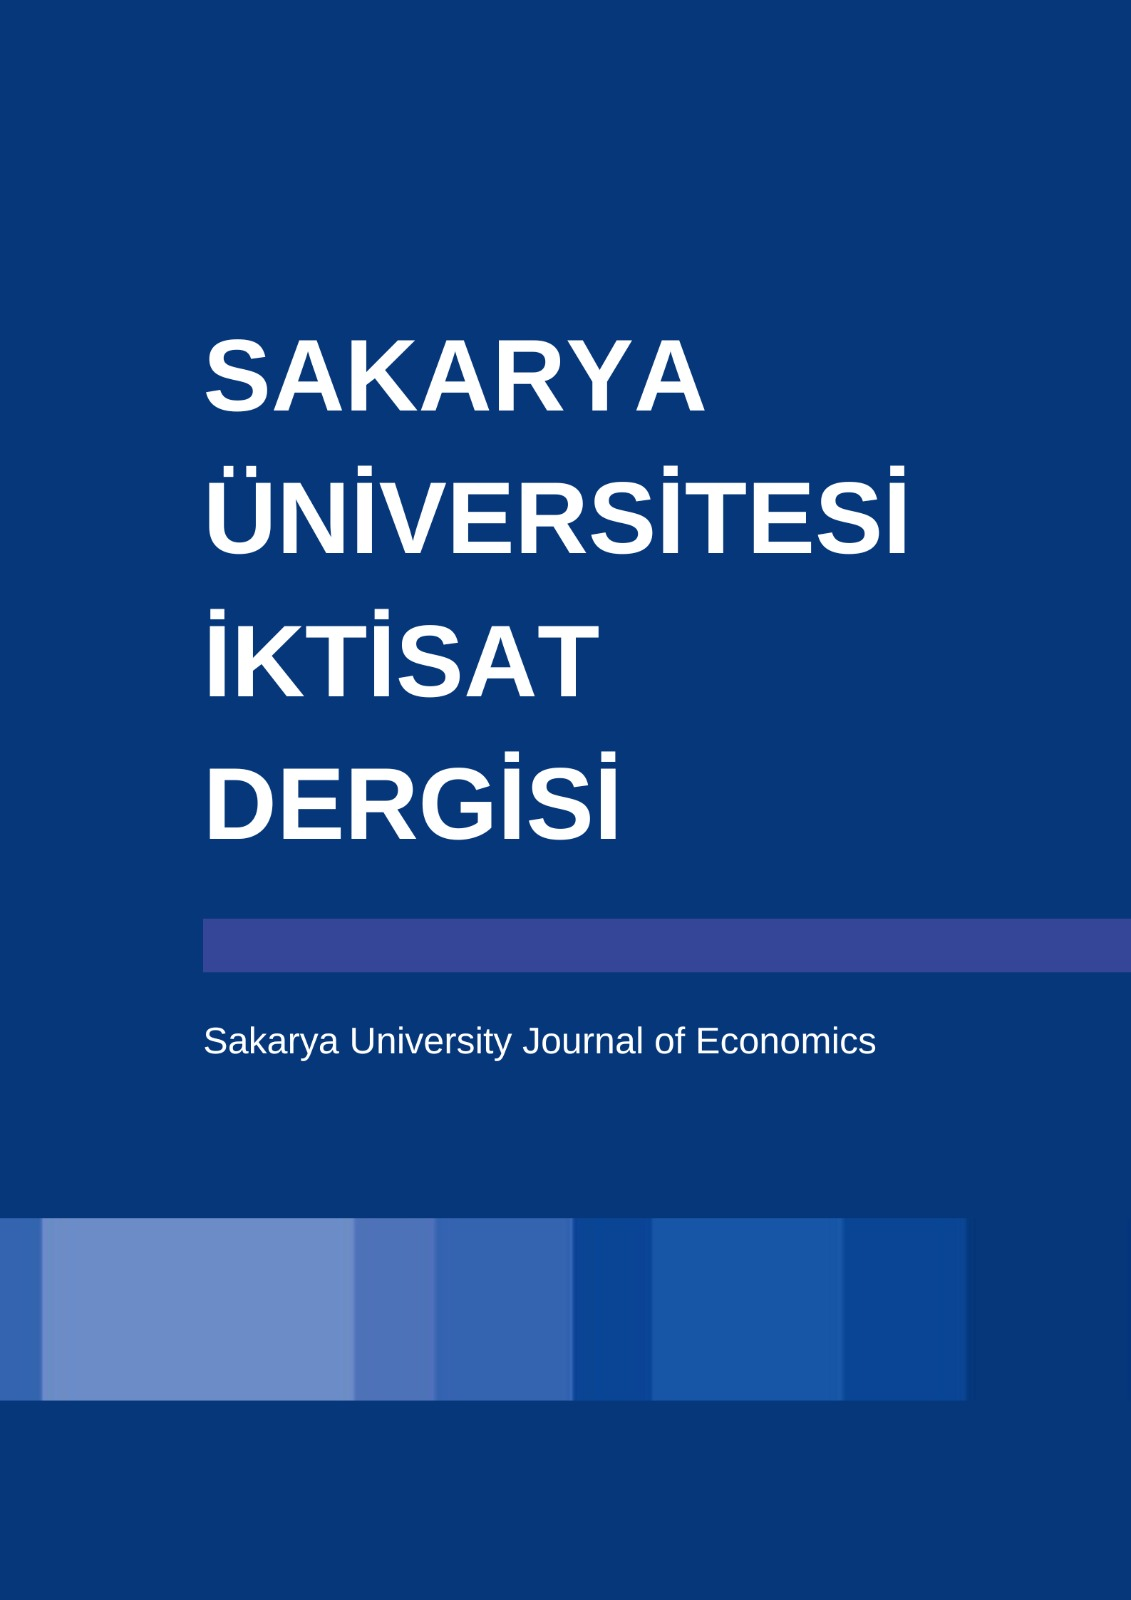 SAKARYA
ÜNİVERSİTESİ
İKTİSAT
DERGİSİ
Sakarya University Journal of Economics